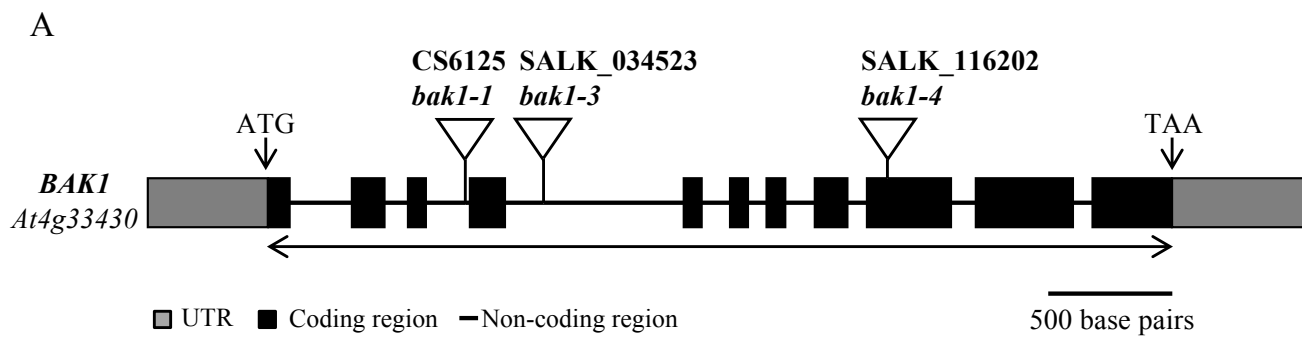 A
CS6125 SALK_034523 SALK_116202
bak1-1 bak1-3 bak1-4
ATG TAA
BAK1
At4g33430
UTR Coding region Non-coding region
500 base pairs